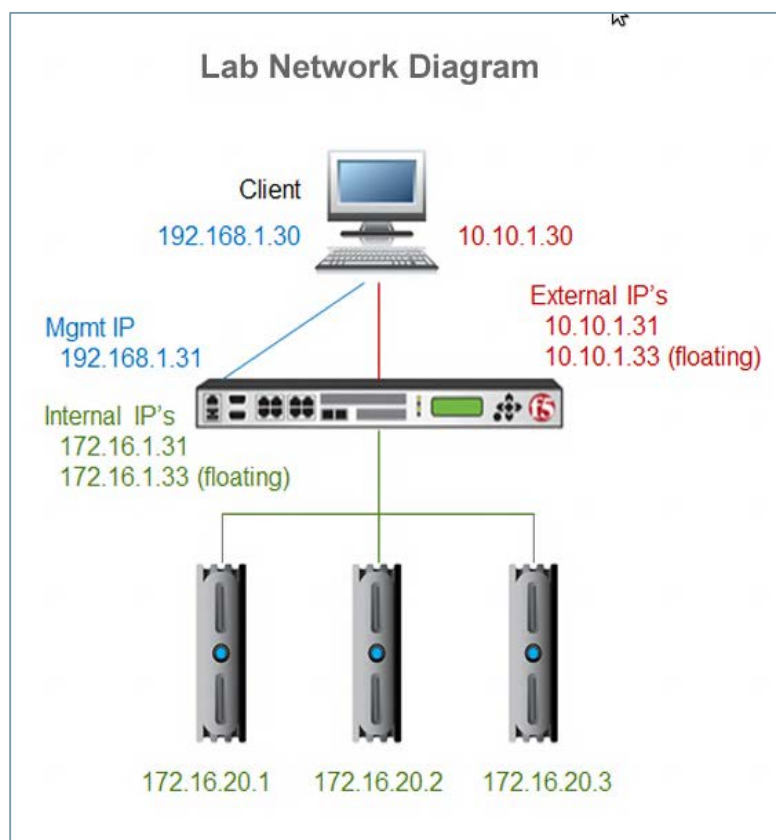 Lab Network Diagram
Client
192.168.1.30
10.10.1.30
External IP's
10.10.1.31
10.10.1.33 (floating)
Mgmt IP
192.168.1.31
f5
Internal IP's
172.16.1.31
172.16.1.33 (floating)
172.16.20.1
172.16.20.2
172.16.20.3